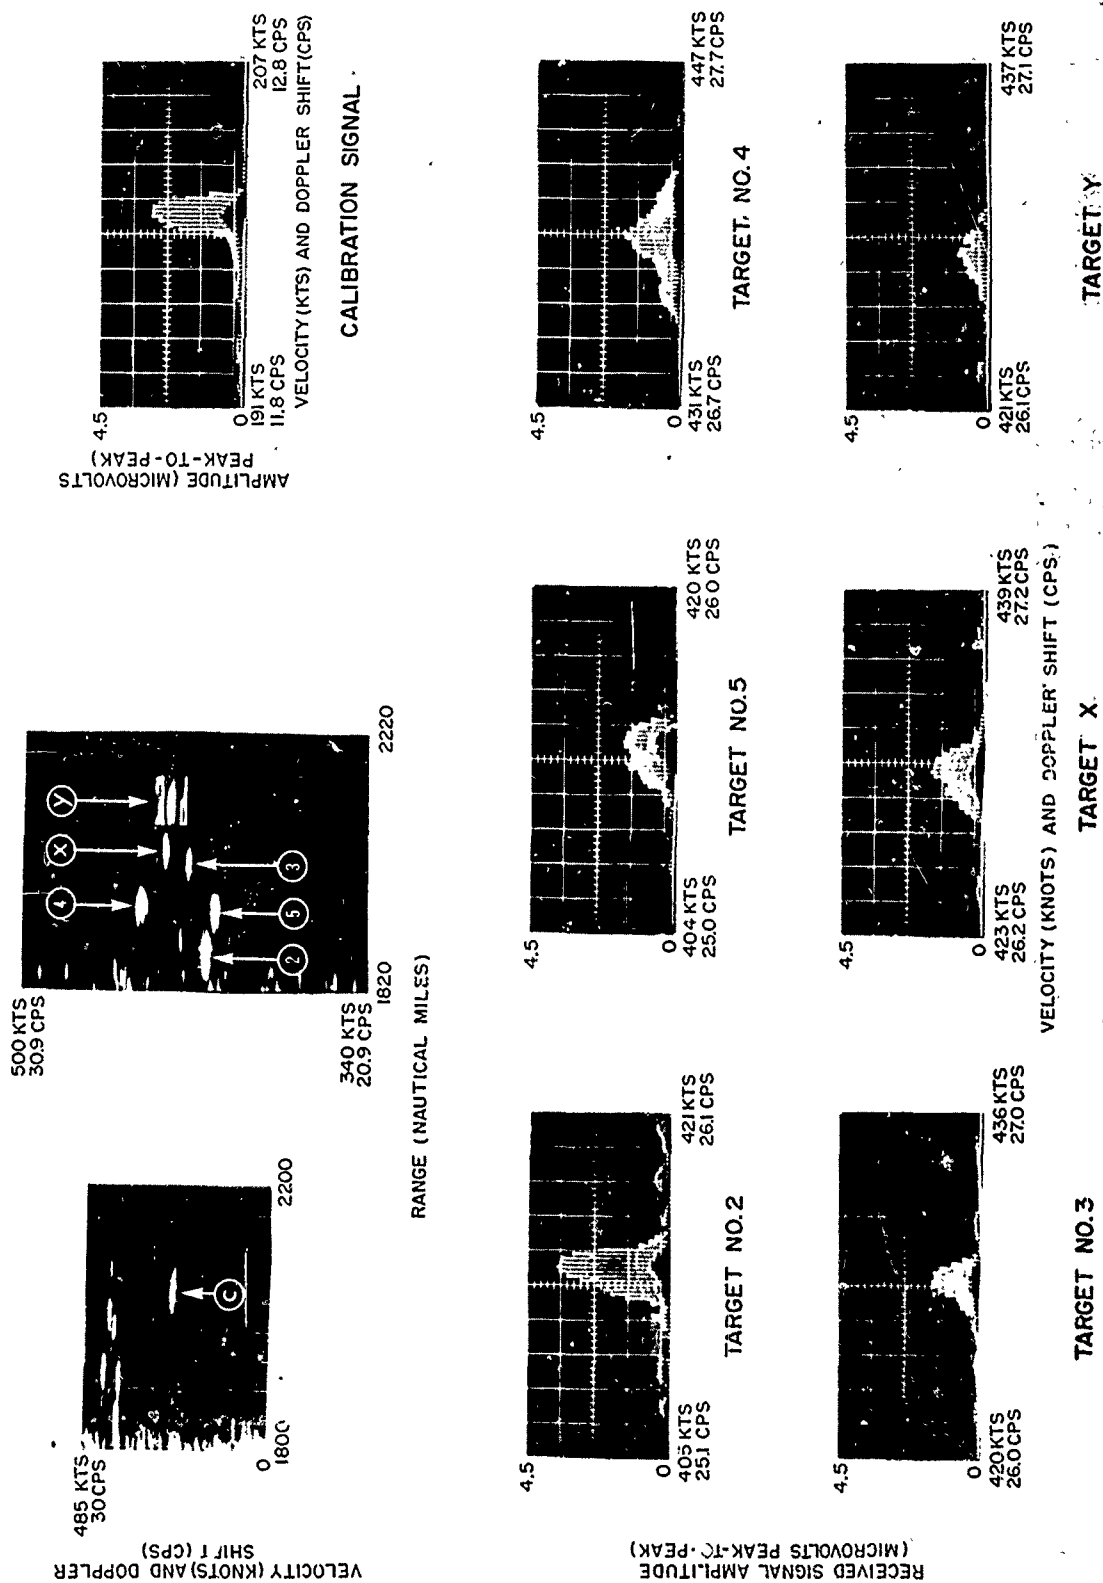 VELOCITY (KNOTS) AND DOPPLER
SHIFT (CPS)
485 KTS
30 CPS
0
1800
2200
C
500 KTS
30.9 CPS
340 KTS
20.9 CPS
1820
2220
4
X
Y
2
5
3
RANGE (NAUTICAL MILES)
AMPLITUDE (MICROVOLTS
PEAK-TO-PEAK)
4.5
0
191 KTS
11.8 CPS
207 KTS
12.8 CPS
VELOCITY (KTS) AND DOPPLER SHIFT (CPS)
CALIBRATION SIGNAL
RECEIVED SIGNAL AMPLITUDE
(MICROVOLTS PEAK-TO-PEAK)
4.5
0
405 KTS
25.1 CPS
421 KTS
26.1 CPS
TARGET NO.2
4.5
0
404 KTS
25.0 CPS
420 KTS
26.0 CPS
TARGET NO.5
4.5
0
431 KTS
26.7 CPS
447 KTS
27.7 CPS
TARGET NO.4
4.5
0
420 KTS
26.0 CPS
436 KTS
27.0 CPS
TARGET NO.3
4.5
0
423 KTS
26.2 CPS
439 KTS
27.2 CPS
VELOCITY (KNOTS) AND DOPPLER SHIFT (CPS)
TARGET X
4.5
0
421 KTS
26.1 CPS
437 KTS
27.1 CPS
TARGET Y